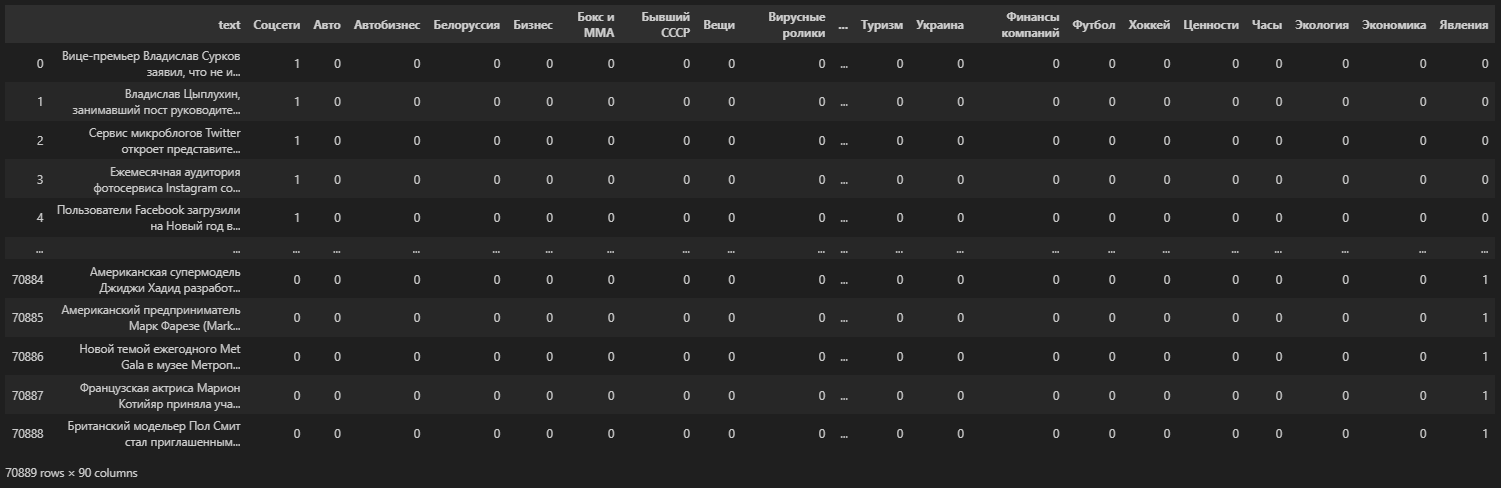 text Соцсети Авто Автобизнес Белоруссия Бизнес Бокс и ММА Бывший СССР Вещи Вирусные ролики ... Туризм Украина Финансы компаний Футбол Хоккей Ценности Часы Экология Экономика Явления
0 Вице-премьер Владислав Сурков заявил, что не и... 1 0 0 0 0 0 0 0 0 ... 0 0 0 0 0 0 0 0 0 0
1 Владислав Цыплухин, занимавший пост руководите... 1 0 0 0 0 0 0 0 0 ... 0 0 0 0 0 0 0 0 0 0
2 Сервис микроблогов Twitter откроет представите... 1 0 0 0 0 0 0 0 0 ... 0 0 0 0 0 0 0 0 0 0
3 Ежемесячная аудитория фотосервиса Instagram со... 1 0 0 0 0 0 0 0 0 ... 0 0 0 0 0 0 0 0 0 0
4 Пользователи Facebook загрузили на Новый год в... 1 0 0 0 0 0 0 0 0 ... 0 0 0 0 0 0 0 0 0 0
... ... ... ... ... ... ... ... ... ... ... ... ... ... ... ... ... ... ... ... ... ...
70884 Американская супермодель Джиджи Хадид разработ... 0 0 0 0 0 0 0 0 0 ... 0 0 0 0 0 0 0 0 0 1
70885 Американский предприниматель Марк Фарезе (Mark... 0 0 0 0 0 0 0 0 0 ... 0 0 0 0 0 0 0 0 0 1
70886 Новой темой ежегодного Met Gala в музее Метроп... 0 0 0 0 0 0 0 0 0 ... 0 0 0 0 0 0 0 0 0 1
70887 Французская актриса Марион Котийяр приняла уча... 0 0 0 0 0 0 0 0 0 ... 0 0 0 0 0 0 0 0 0 1
70888 Британский модельер Пол Смит стал приглашенным... 0 0 0 0 0 0 0 0 0 ... 0 0 0 0 0 0 0 0 0 1
70889 rows × 90 columns